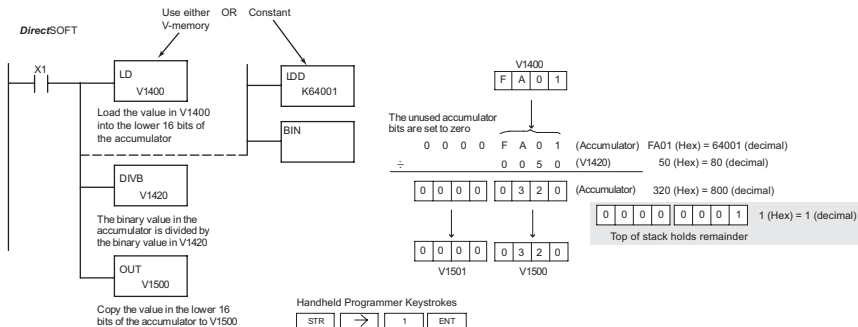 Use either OR Constant
V-memory
DirectSOFT
X1
LD
V1400
Load the value in V1400
into the lower 16 bits of
the accumulator
LDD
K64001
BIN
DIVB
V1420
The binary value in the
accumulator is divided by
the binary value in V1420
OUT
V1500
Copy the value in the lower 16
bits of the accumulator to V1500
V1400
F A 0 1
The unused accumulator
bits are set to zero
0 0 0 0 F A 0 1 (Accumulator) FA01 (Hex) = 64001 (decimal)
÷ 0 0 5 0 (V1420) 50 (Hex) = 80 (decimal)
0 0 0 0 0 3 2 0 (Accumulator) 320 (Hex) = 800 (decimal)
0 0 0 0 0 0 0 1 1 (Hex) = 1 (decimal)
Top of stack holds remainder
0 0 0 0 0 3 2 0
V1501 V1500
Handheld Programmer Keystrokes
STR → 1 ENT